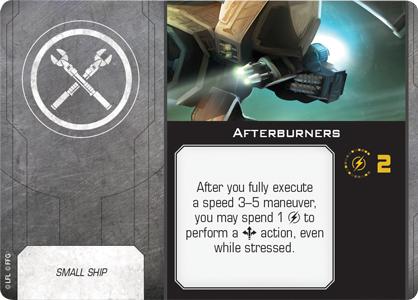 AFTERBURNERS
2
After you fully execute
a speed 3–5 maneuver,
you may spend 1 to
perform a action, even
while stressed.
SMALL SHIP
© LFL © FFG